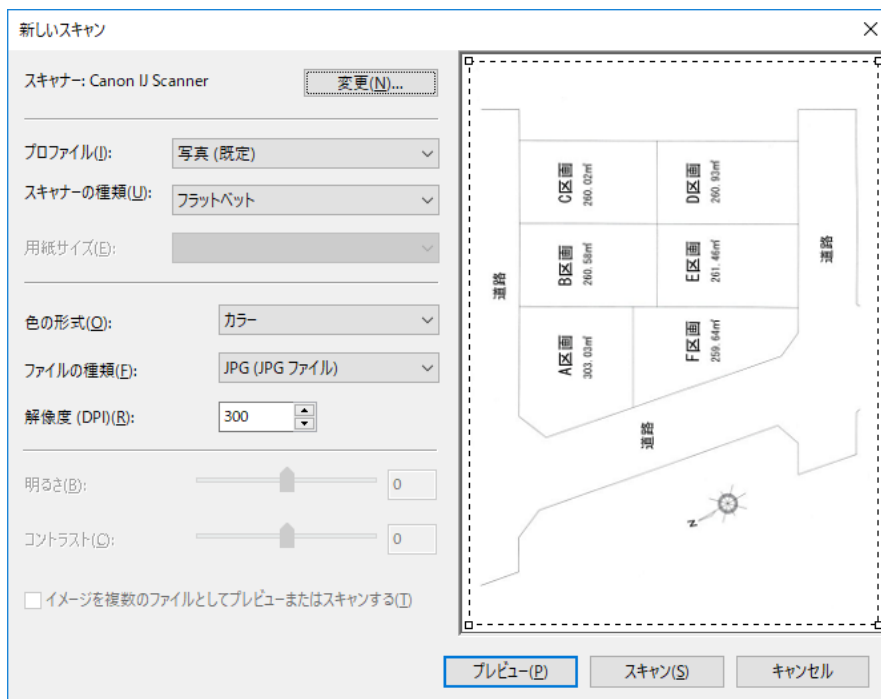 新しいスキャン
スキャナー: Canon IJ Scanner
変更(N)...
プロファイル(I):
写真 (既定)
スキャナーの種類(U):
フラットベット
用紙サイズ(E):
色の形式(O):
カラー
ファイルの種類(F):
JPG (JPG ファイル)
解像度 (DPI)(R):
300
明るさ(B):
0
コントラスト(C):
0
イメージを複数のファイルとしてプレビューまたはスキャンする(T)
C区画
260.02㎡
D区画
260.93㎡
B区画
260.58㎡
E区画
261.46㎡
A区画
303.03㎡
F区画
259.64㎡
道路
道路
道路
N
プレビュー(P)
スキャン(S)
キャンセル